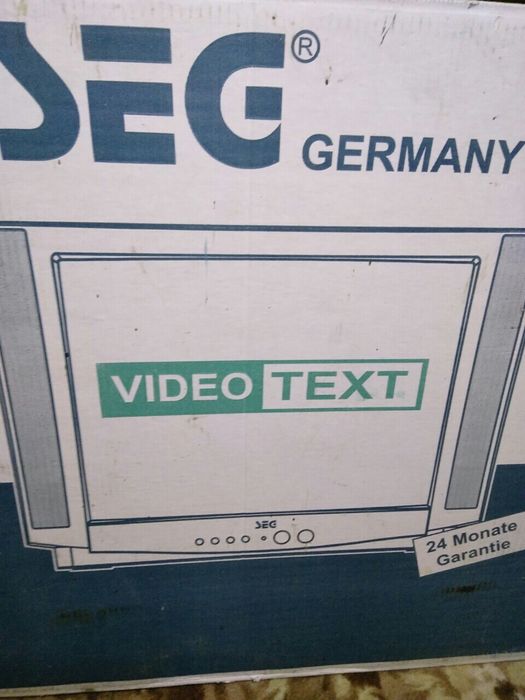 SEG®
GERMANY
VIDEO TEXT
SEG
24 Monate
Garantie